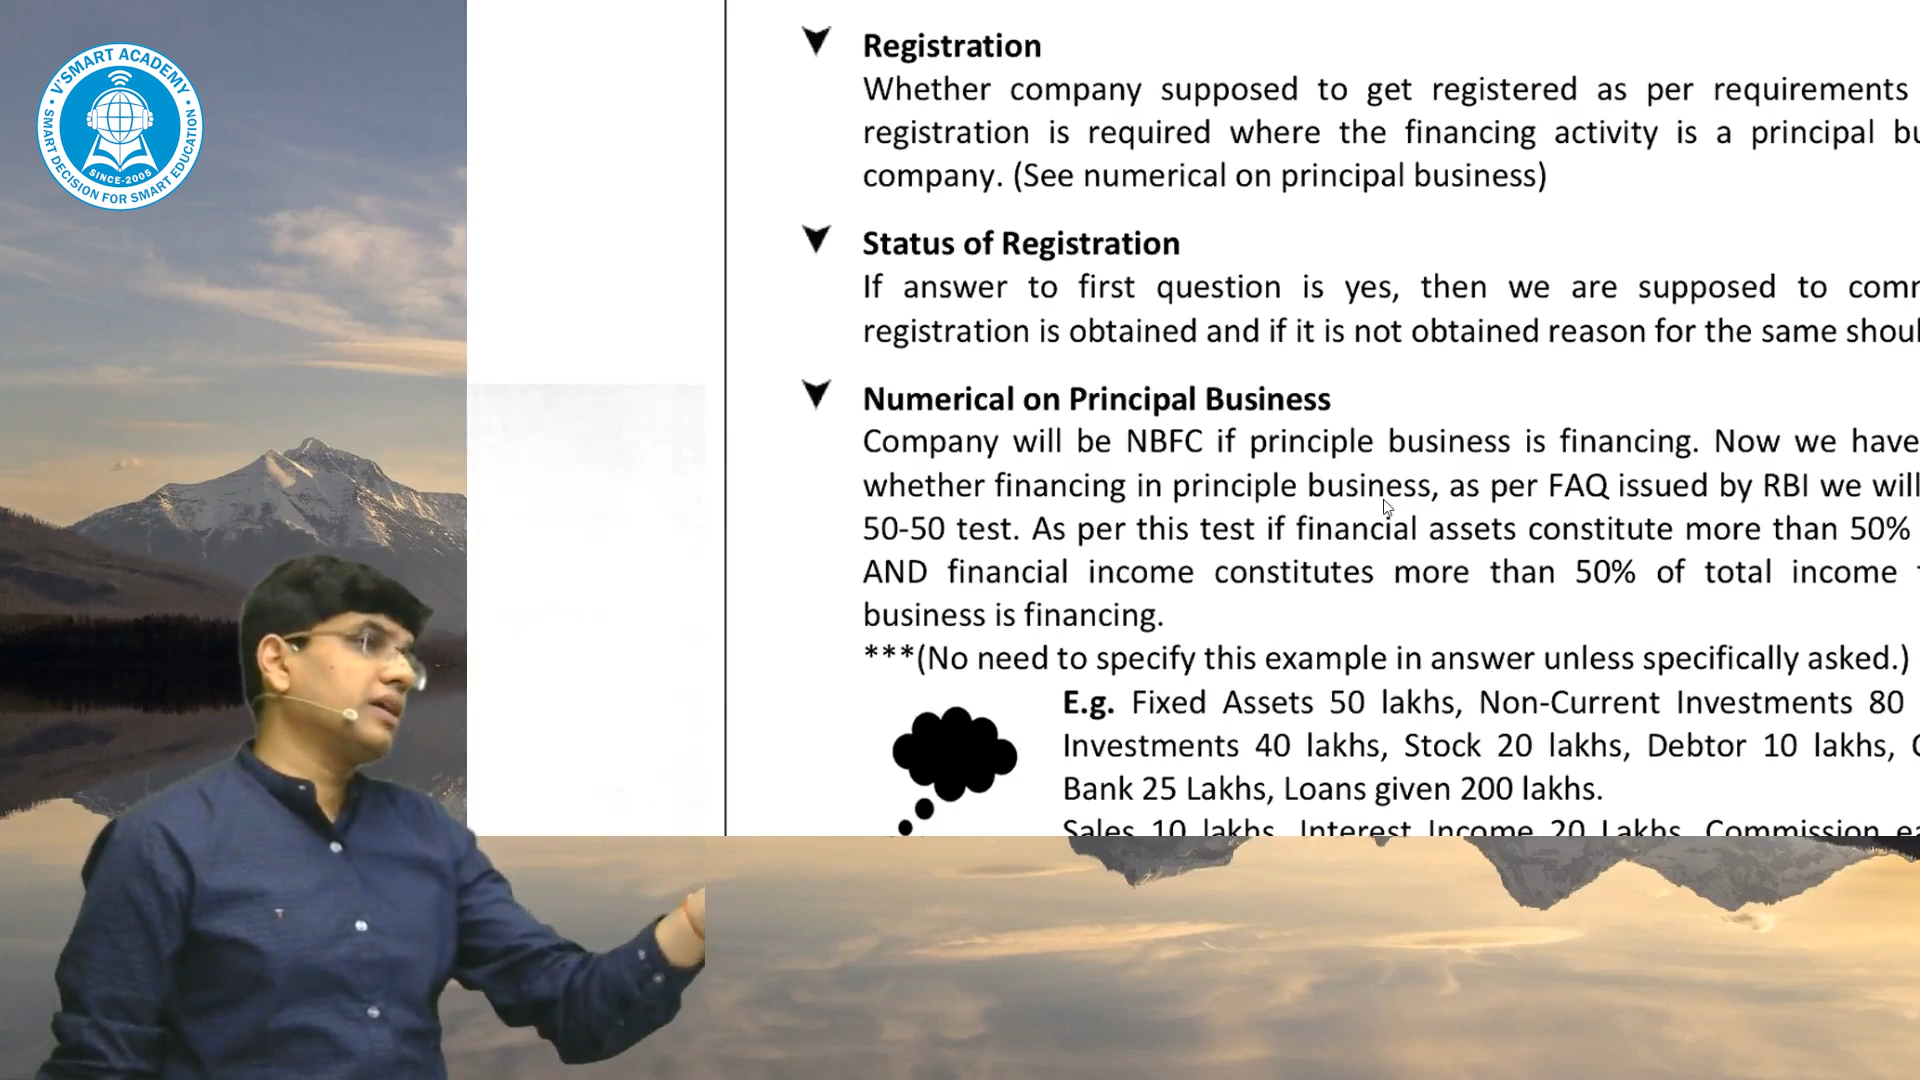 V'SMART ACADEMY
SINCE-2005
SMART DECISION FOR SMART EDUCATION
Registration
Whether company supposed to get registered as per requirements
registration is required where the financing activity is a principal
company. (See numerical on principal business)
Status of Registration
If answer to first question is yes, then we are supposed to
registration is obtained and if it is not obtained reason for the same
Numerical on Principal Business
Company will be NBFC if principle business is financing. Now we have
whether financing in principle business, as per FAQ issued by RBI we will
50-50 test. As per this test if financial assets constitute more than 50%
AND financial income constitutes more than 50% of total income
business is financing.
***(No need to specify this example in answer unless specifically asked.)
E.g. Fixed Assets 50 lakhs, Non-Current Investments 80
Investments 40 lakhs, Stock 20 lakhs, Debtor 10 lakhs,
Bank 25 Lakhs, Loans given 200 lakhs.
Sales 10 lakhs, Interest Income 20 Lakhs, Commission